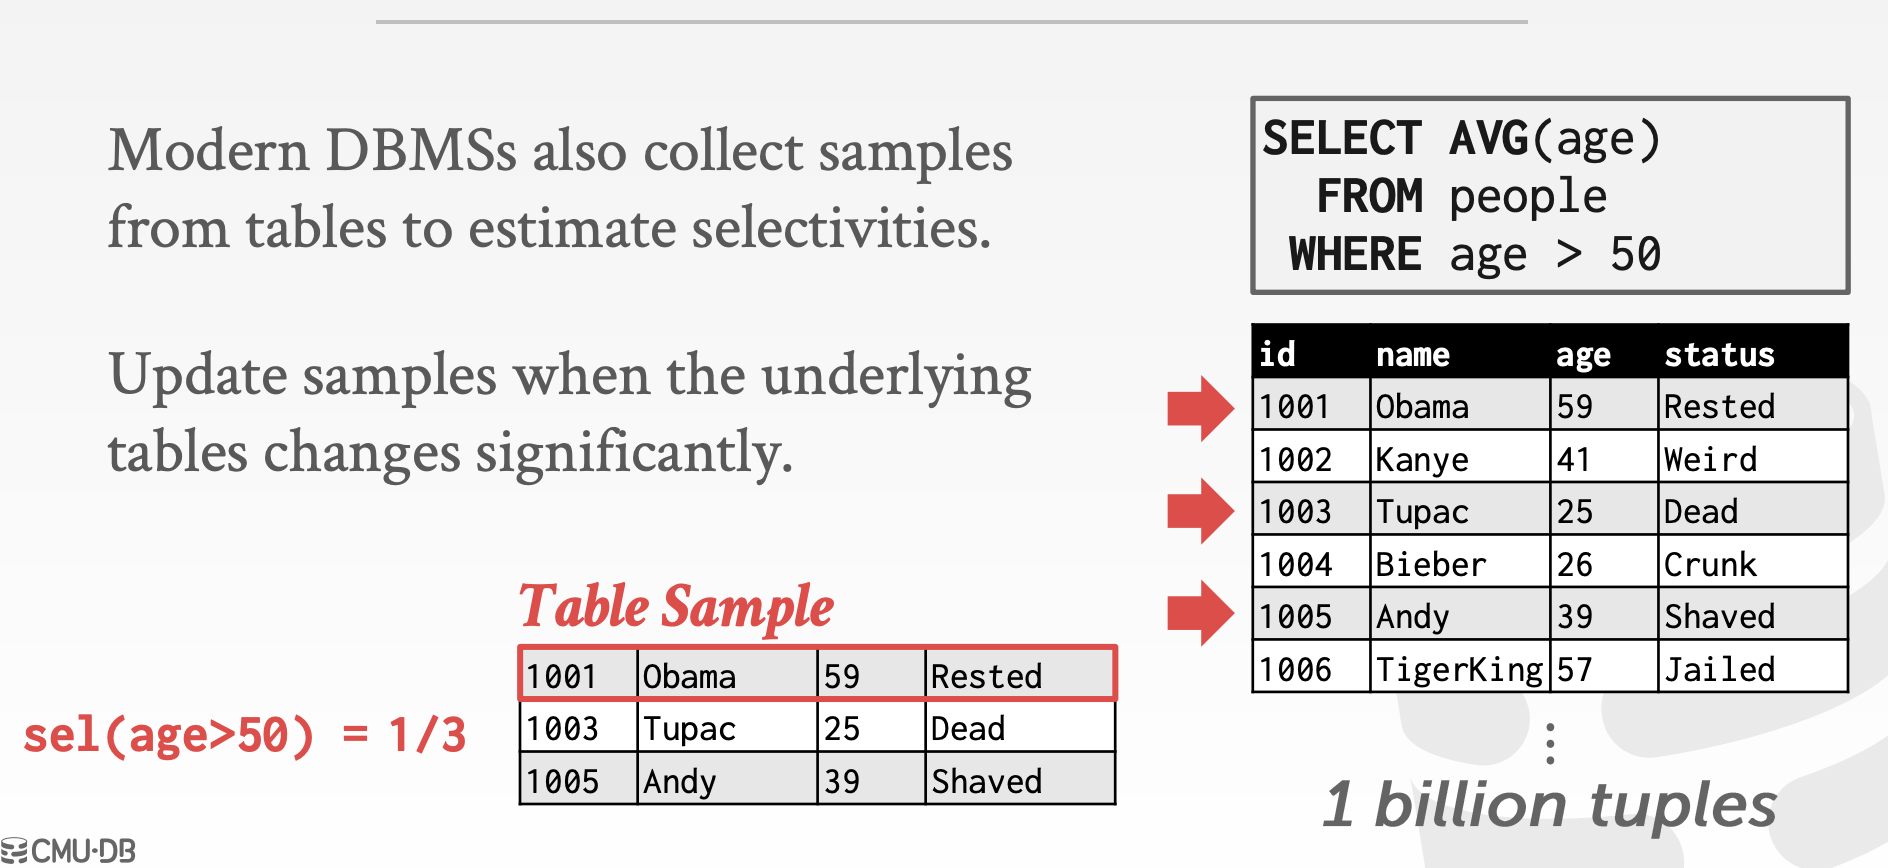 Modern DBMSs also collect samples
from tables to estimate selectivities.
Update samples when the underlying
tables changes significantly.
SELECT AVG(age)
FROM people
WHERE age > 50
id name age status
1001 Obama 59 Rested
1002 Kanye 41 Weird
1003 Tupac 25 Dead
1004 Bieber 26 Crunk
1005 Andy 39 Shaved
1006 TigerKing 57 Jailed
⋮
1 billion tuples
Table Sample
1001 Obama 59 Rested
1003 Tupac 25 Dead
1005 Andy 39 Shaved
sel(age>50) = 1/3
CMU·DB